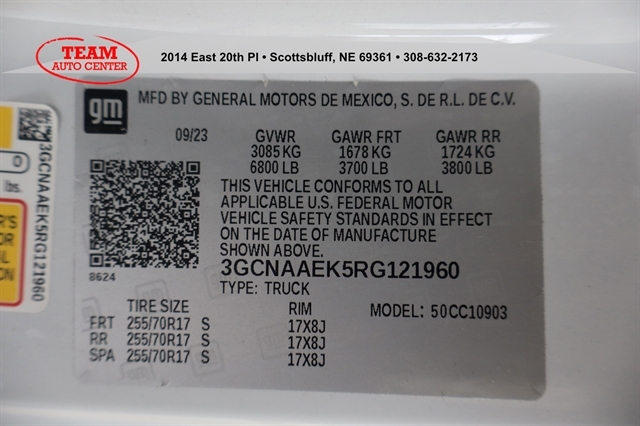 TEAM
AUTO CENTER
2014 East 20th Pl • Scottsbluff, NE 69361 • 308-632-2173
gm
MFD BY GENERAL MOTORS DE MEXICO, S. DE R.L. DE C.V.
09/23 GVWR GAWR FRT GAWR RR
3085 KG 1678 KG 1724 KG
6800 LB 3700 LB 3800 LB
THIS VEHICLE CONFORMS TO ALL
APPLICABLE U.S. FEDERAL MOTOR
VEHICLE SAFETY STANDARDS IN EFFECT
ON THE DATE OF MANUFACTURE
SHOWN ABOVE.
8624
3GCNAAEK5RG121960
TYPE: TRUCK
TIRE SIZE RIM MODEL: 50CC10903
FRT 255/70R17 S 17X8J
RR 255/70R17 S 17X8J
SPA 255/70R17 S 17X8J
3GCNAAEK5RG121960
0
lbs.